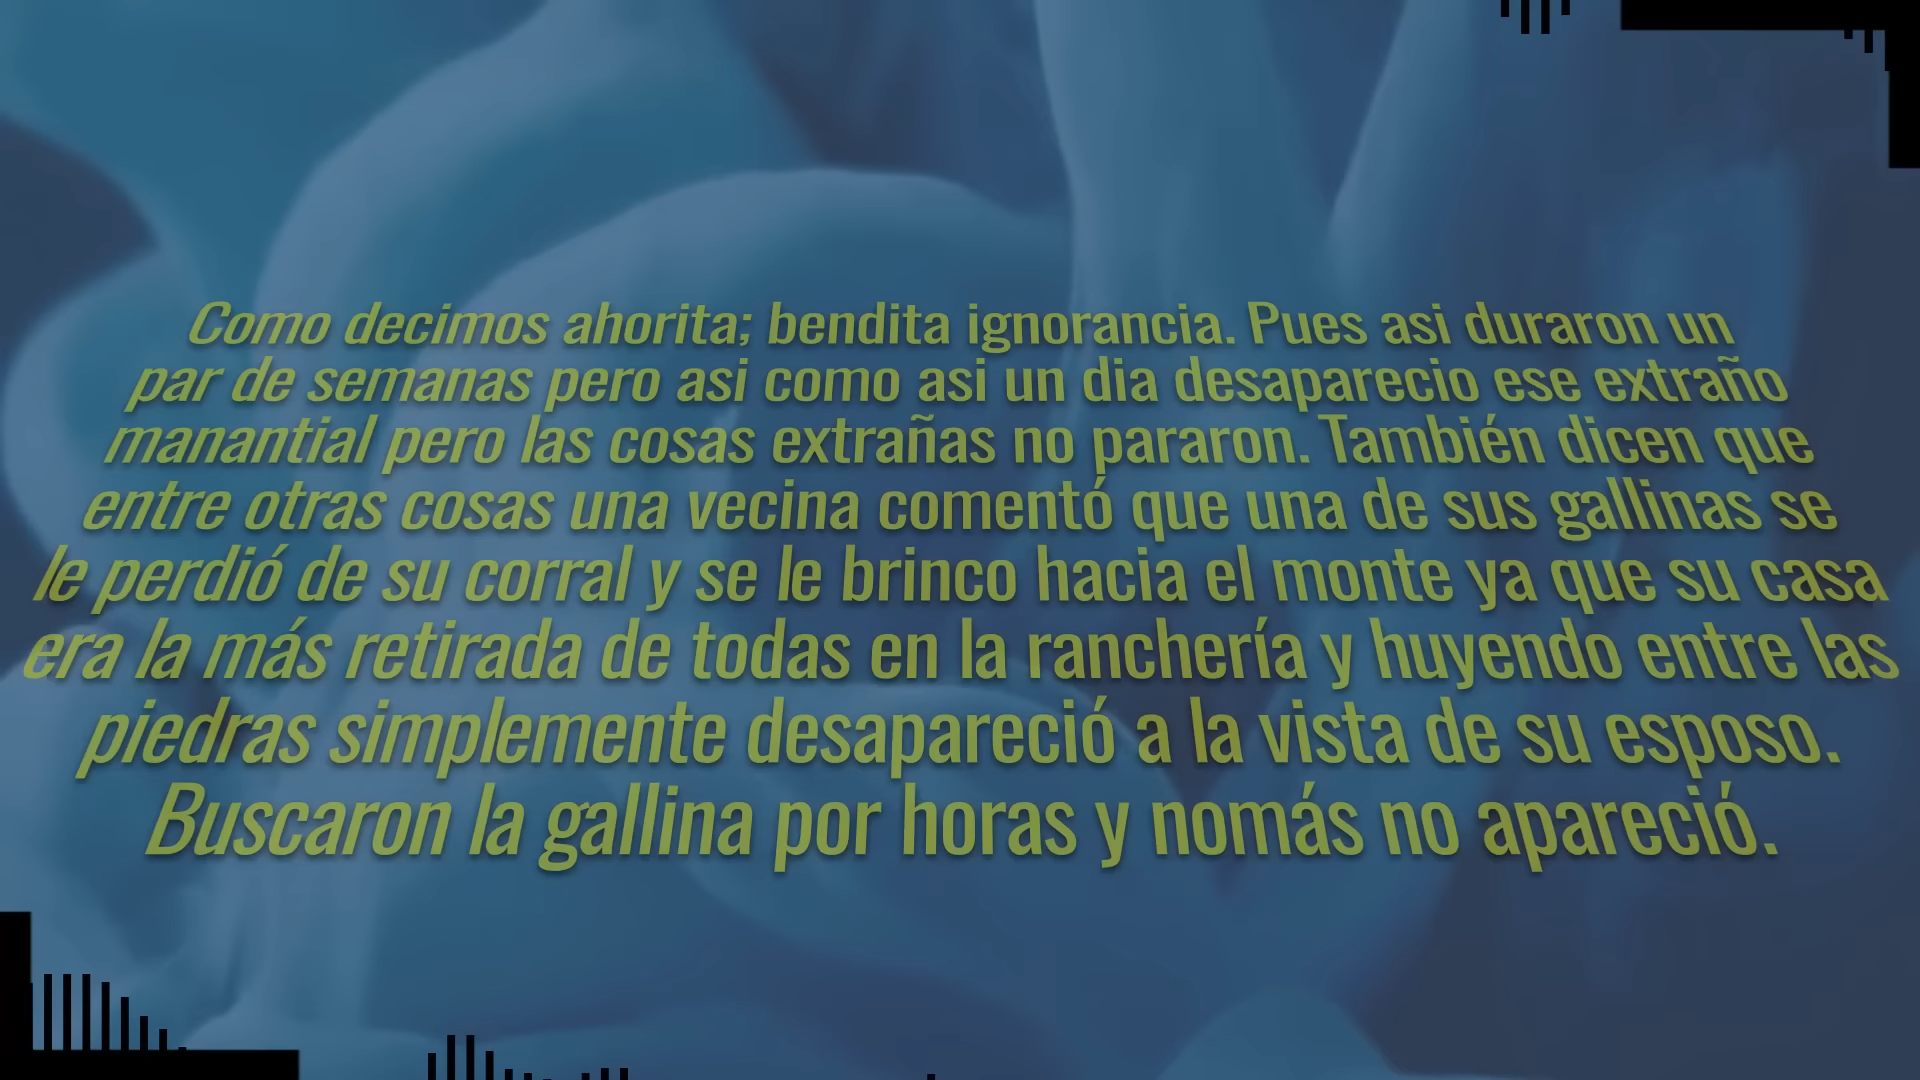 Como decimos ahorita; bendita ignorancia. Pues asi duraron un
par de semanas pero asi como asi un dia desaparecio ese extraño
manantial pero las cosas extrañas no pararon. También dicen que
entre otras cosas una vecina comentó que una de sus gallinas se
le perdió de su corral y se le brinco hacia el monte ya que su casa
era la más retirada de todas en la ranchería y huyendo entre las
piedras simplemente desapareció a la vista de su esposo.
Buscaron la gallina por horas y nomás no apareció.